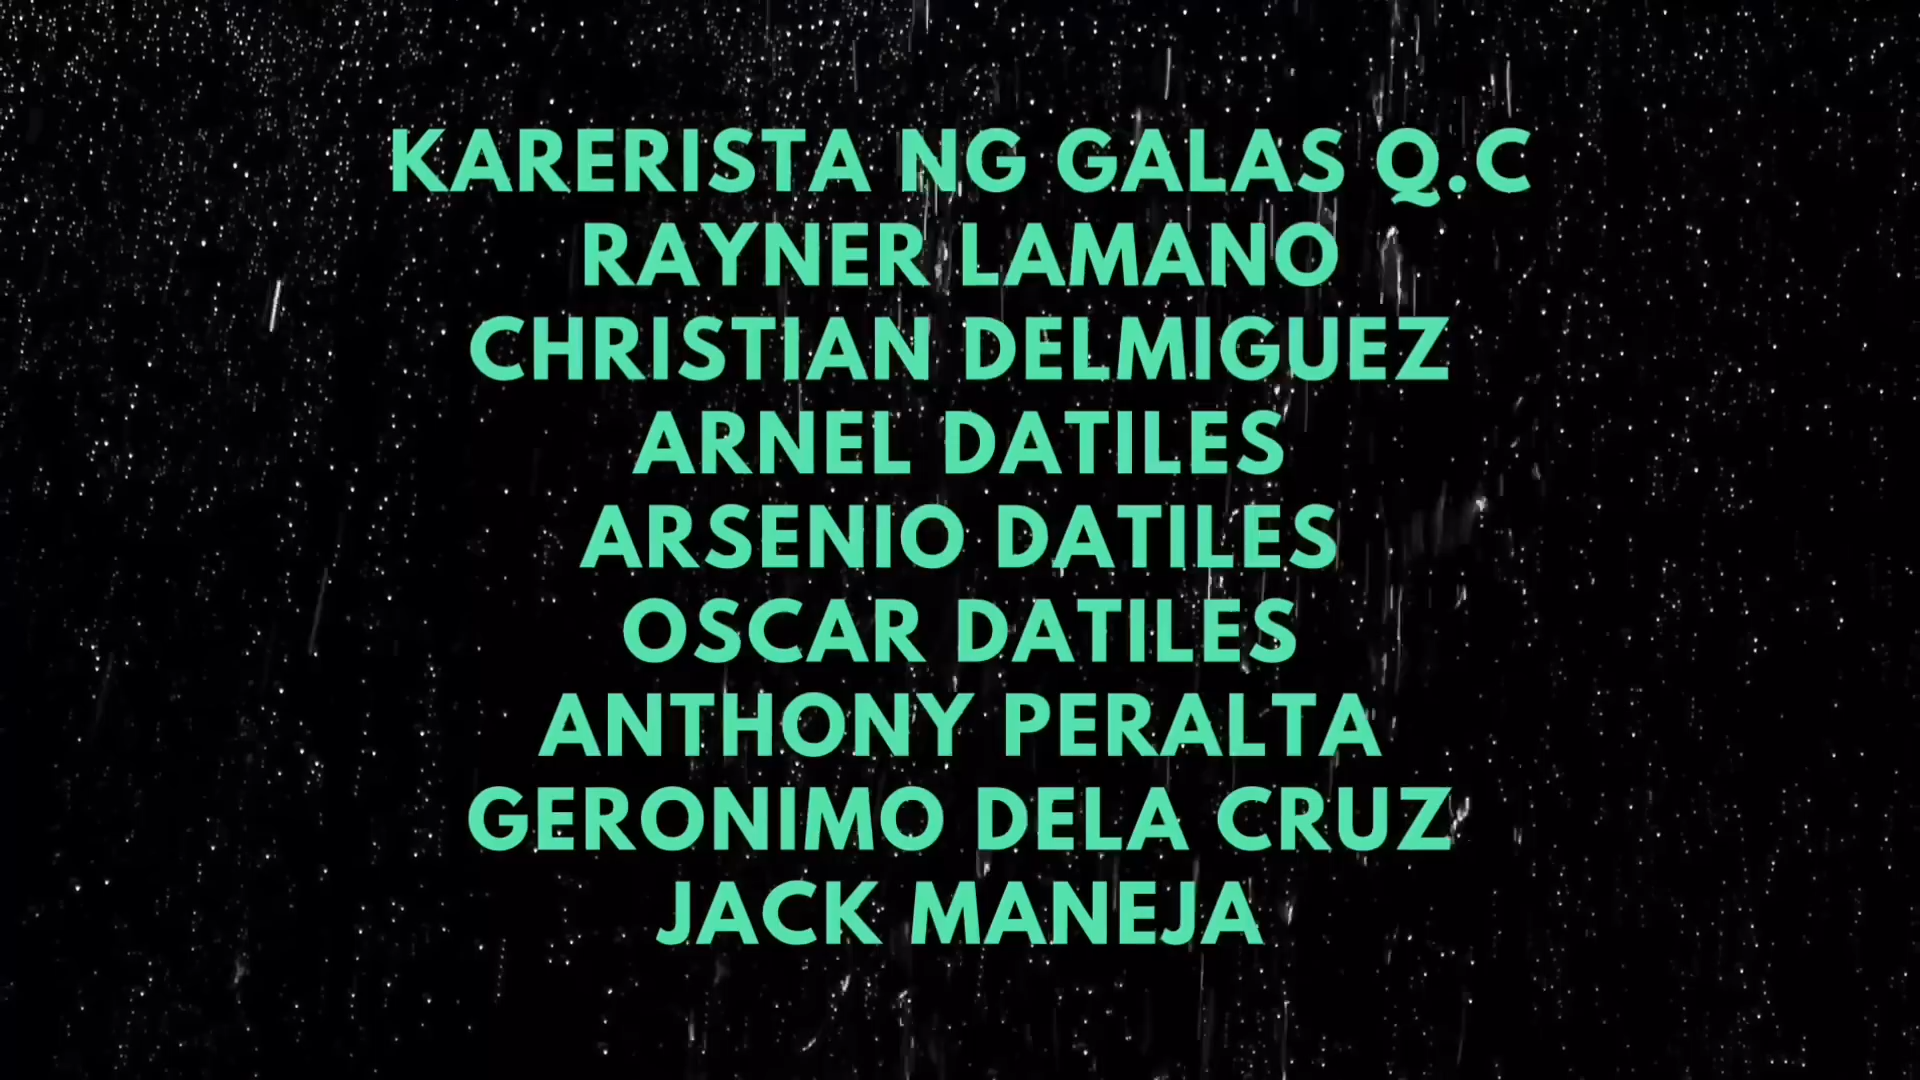 KARERISTA NG GALAS Q.C
RAYNER LAMANO
CHRISTIAN DELMIGUEZ
ARNEL DATILES
ARSENIO DATILES
OSCAR DATILES
ANTHONY PERALTA
GERONIMO DELA CRUZ
JACK MANEJA